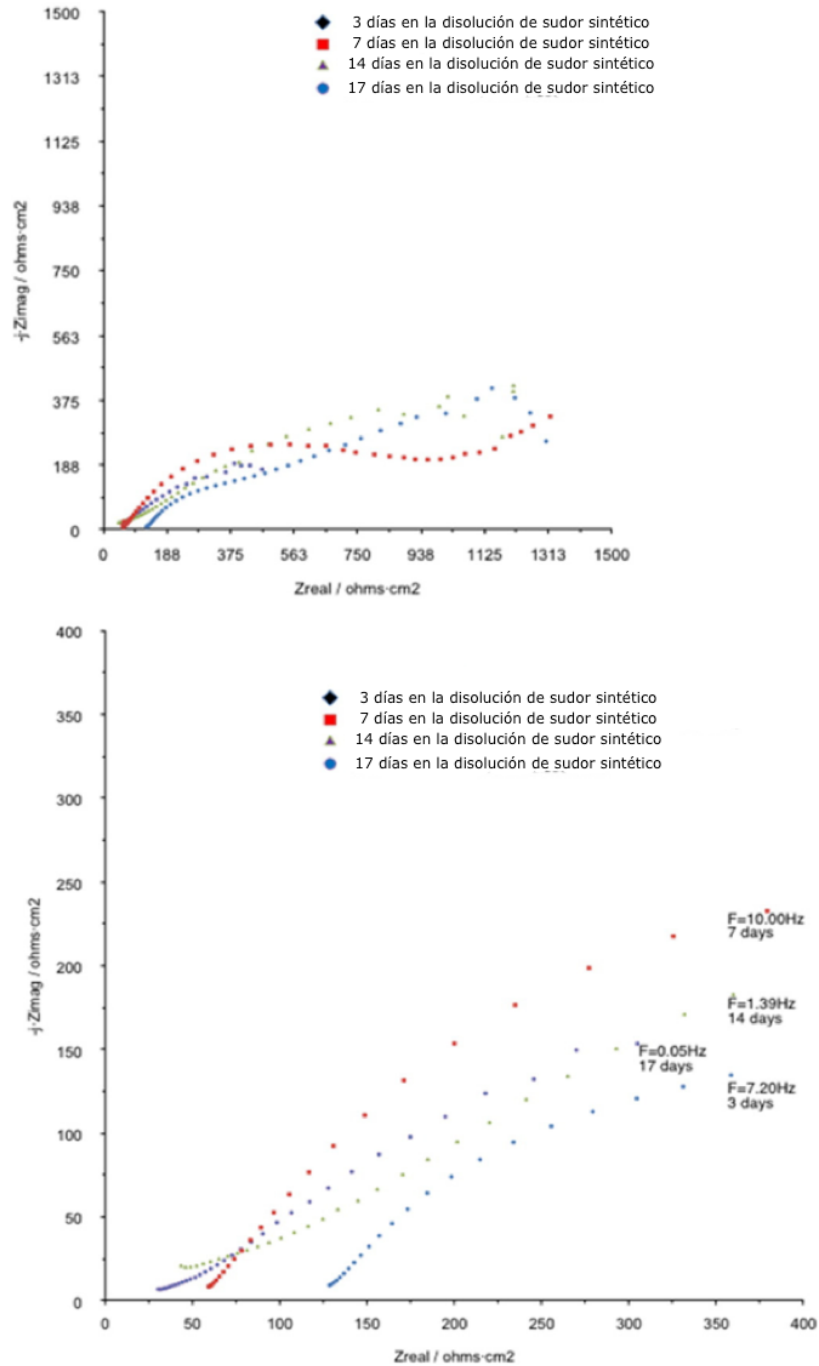 1500
1313
1125
938
750
563
375
188
0
-j·Zimag / ohms·cm2
3 días en la disolución de sudor sintético
7 días en la disolución de sudor sintético
14 días en la disolución de sudor sintético
17 días en la disolución de sudor sintético
0 188 375 563 750 938 1125 1313 1500
Zreal / ohms·cm2
400
350
300
250
200
150
100
50
0
-j·Zimag / ohms·cm2
3 días en la disolución de sudor sintético
7 días en la disolución de sudor sintético
14 días en la disolución de sudor sintético
17 días en la disolución de sudor sintético
F=10.00Hz
7 days
F=1.39Hz
14 days
F=0.05Hz
17 days
F=7.20Hz
3 days
0 50 100 150 200 250 300 350 400
Zreal / ohms·cm2